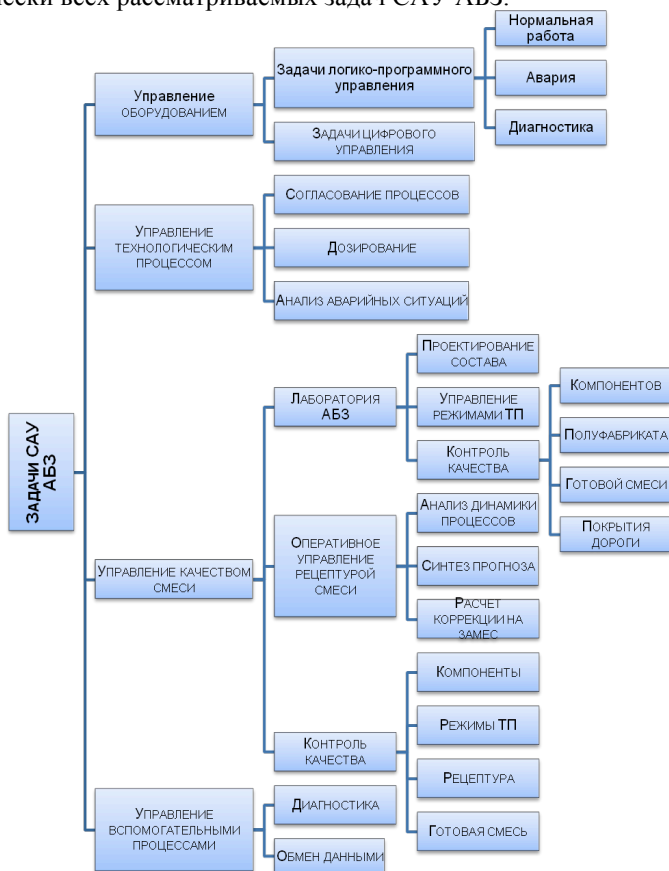 всех рассматриваемых
САУ АБЗ.
Управление
ОБОРУДОВАНИЕМ
Задачи логико-программного
управления
Нормальная
работа
Авария
Диагностика
ЗАДАЧИ ЦИФРОВОГО
УПРАВЛЕНИЯ
УПРАВЛЕНИЕ
ТЕХНОЛОГИЧЕСКИМ
ПРОЦЕССОМ
СОГЛАСОВАНИЕ ПРОЦЕССОВ
ДОЗИРОВАНИЕ
АНАЛИЗ АВАРИЙНЫХ СИТУАЦИЙ
ЗАДАЧИ САУ
АБЗ
УПРАВЛЕНИЕ КАЧЕСТВОМ
СМЕСИ
ЛАБОРАТОРИЯ
АБЗ
ПРОЕКТИРОВАНИЕ
СОСТАВА
УПРАВЛЕНИЕ
РЕЖИМАМИ ТП
КОНТРОЛЬ
КАЧЕСТВА
КОМПОНЕНТОВ
ПОЛУФАБРИКАТА
ГОТОВОЙ СМЕСИ
ПОКРЫТИЯ
ДОРОГИ
ОПЕРАТИВНОЕ
УПРАВЛЕНИЕ
РЕЦЕПТУРОЙ
СМЕСИ
АНАЛИЗ ДИНАМИКИ
ПРОЦЕССОВ
СИНТЕЗ ПРОГНОЗА
РАСЧЕТ
КОРРЕКЦИИ НА
ЗАМЕС
КОНТРОЛЬ
КАЧЕСТВА
КОМПОНЕНТЫ
РЕЖИМЫ ТП
РЕЦЕПТУРА
ГОТОВАЯ СМЕСЬ
УПРАВЛЕНИЕ
ВСПОМОГАТЕЛЬНЫМИ
ПРОЦЕССАМИ
ДИАГНОСТИКА
ОБМЕН ДАННЫМИ